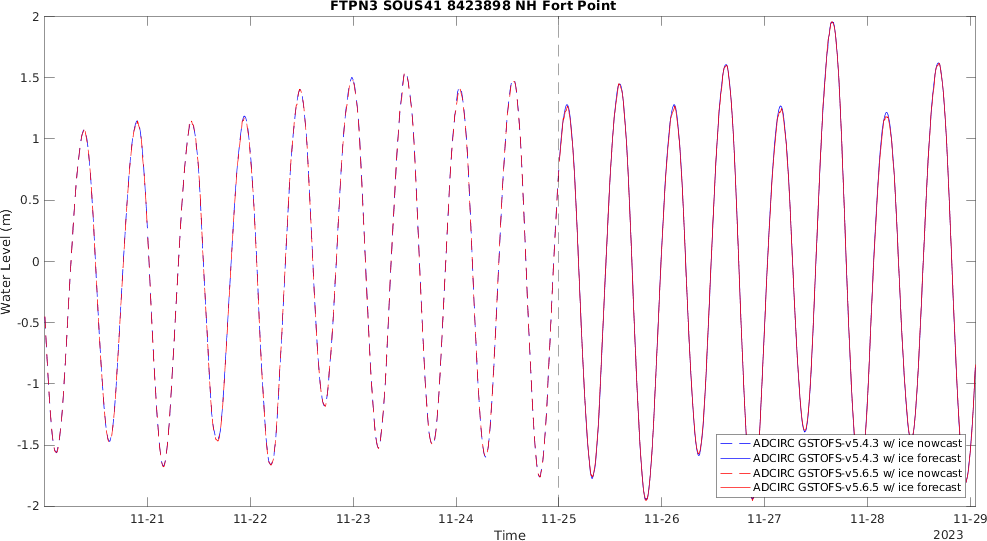 FTPN3 SOUS41 8423898 NH Fort Point
2
1.5
1
0.5
0
-0.5
-1
-1.5
-2
Water Level (m)
ADCIRC GSTOFS-v5.4.3 w/ ice nowcast
ADCIRC GSTOFS-v5.4.3 w/ ice forecast
ADCIRC GSTOFS-v5.6.5 w/ ice nowcast
ADCIRC GSTOFS-v5.6.5 w/ ice forecast
11-21 11-22 11-23 11-24 11-25 11-26 11-27 11-28 11-29
Time
2023